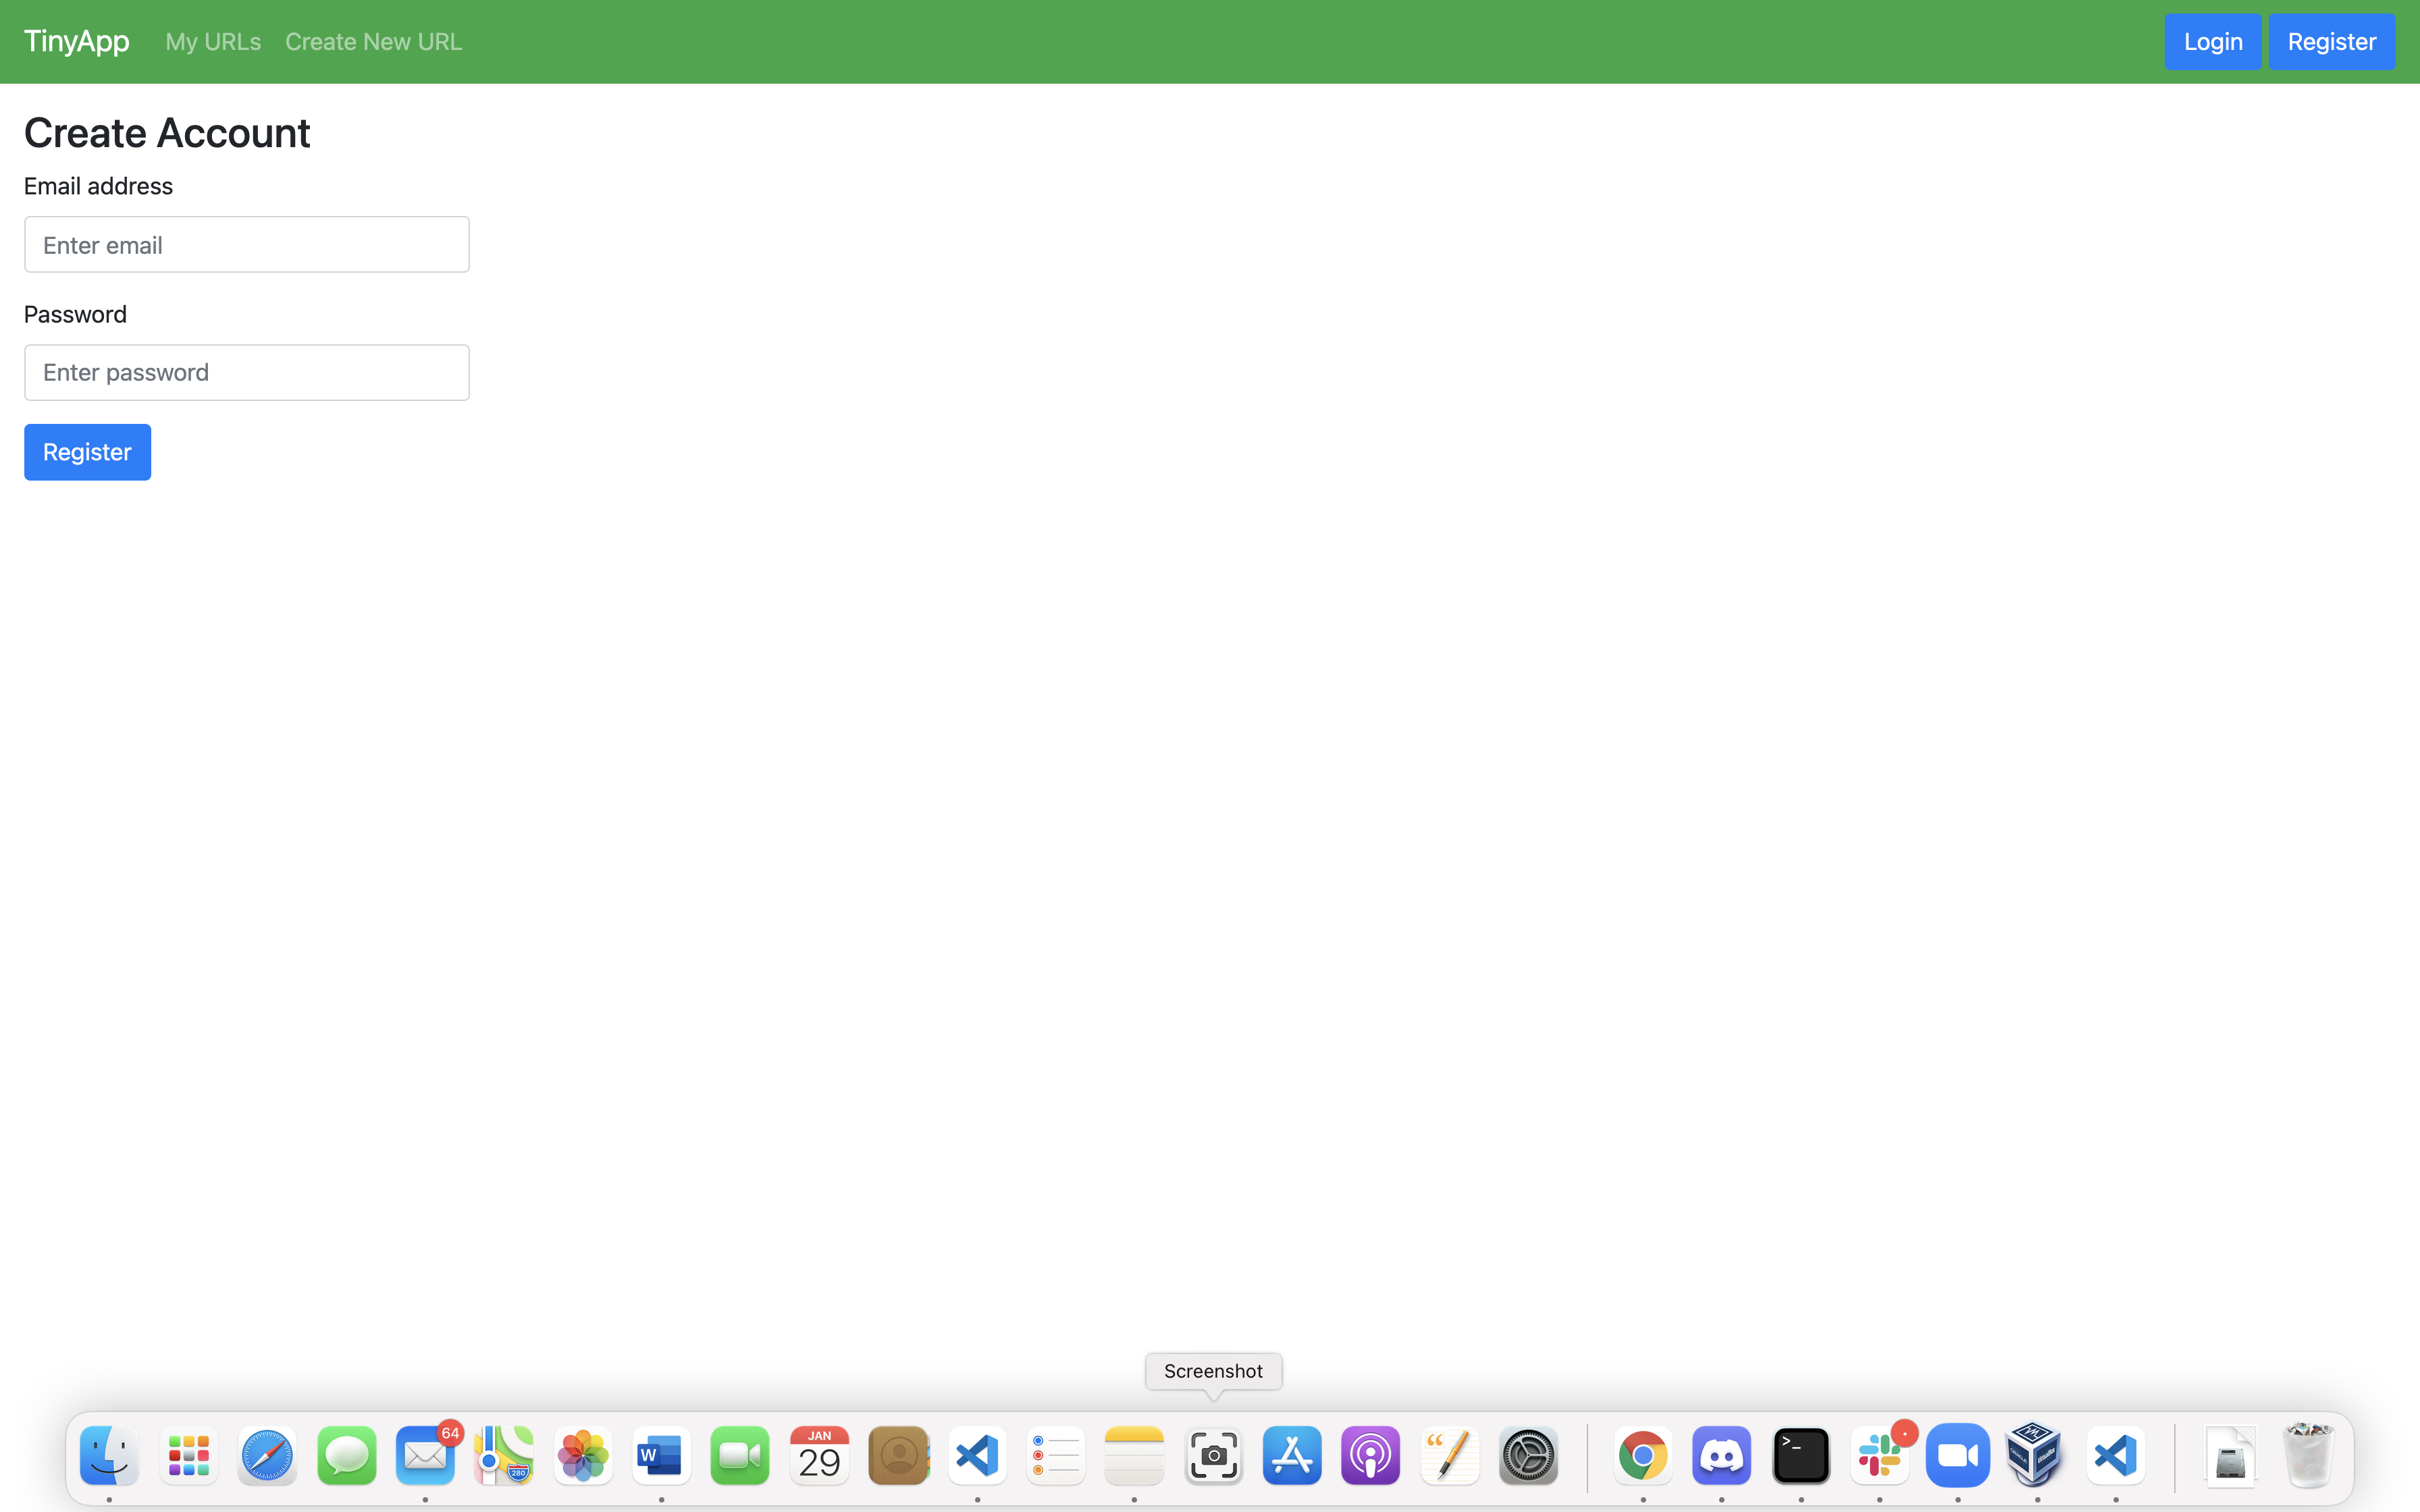 TinyApp My URLs Create New URL Login Register
Create Account
Email address
Enter email
Password
Enter password
Register
Screenshot
64
280
W
JAN
29
>_